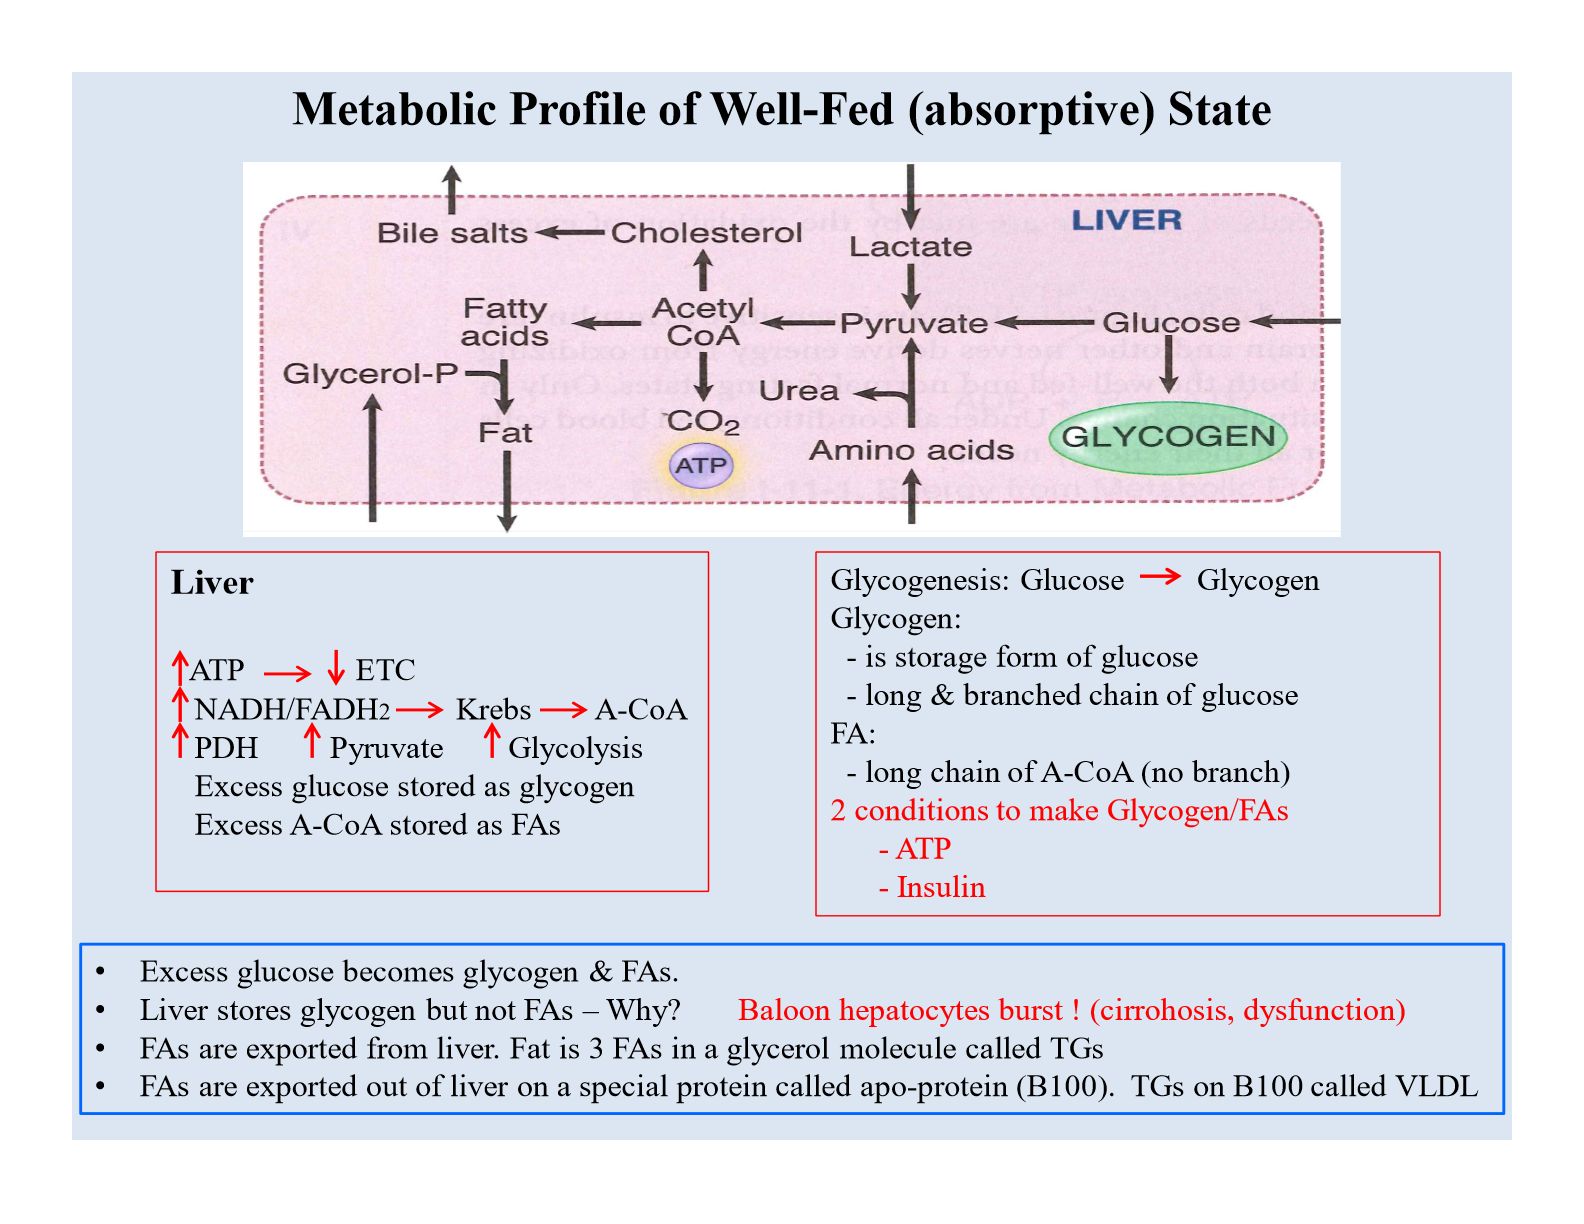 Metabolic Profile of Well-Fed (absorptive) State
LIVER
Bile salts
Cholesterol
Lactate
Fatty
acids
Acetyl
CoA
Pyruvate
Glucose
Glycerol-P
Urea
Fat
CO2
ATP
Amino acids
GLYCOGEN
Liver
ATP ETC
NADH/FADH2 Krebs A-CoA
PDH Pyruvate Glycolysis
Excess glucose stored as glycogen
Excess A-CoA stored as FAs
Glycogenesis: Glucose Glycogen
Glycogen:
- is storage form of glucose
- long & branched chain of glucose
FA:
- long chain of A-CoA (no branch)
2 conditions to make Glycogen/FAs
- ATP
- Insulin
• Excess glucose becomes glycogen & FAs.
• Liver stores glycogen but not FAs – Why? Baloon hepatocytes burst ! (cirrohosis, dysfunction)
• FAs are exported from liver. Fat is 3 FAs in a glycerol molecule called TGs
• FAs are exported out of liver on a special protein called apo-protein (B100). TGs on B100 called VLDL